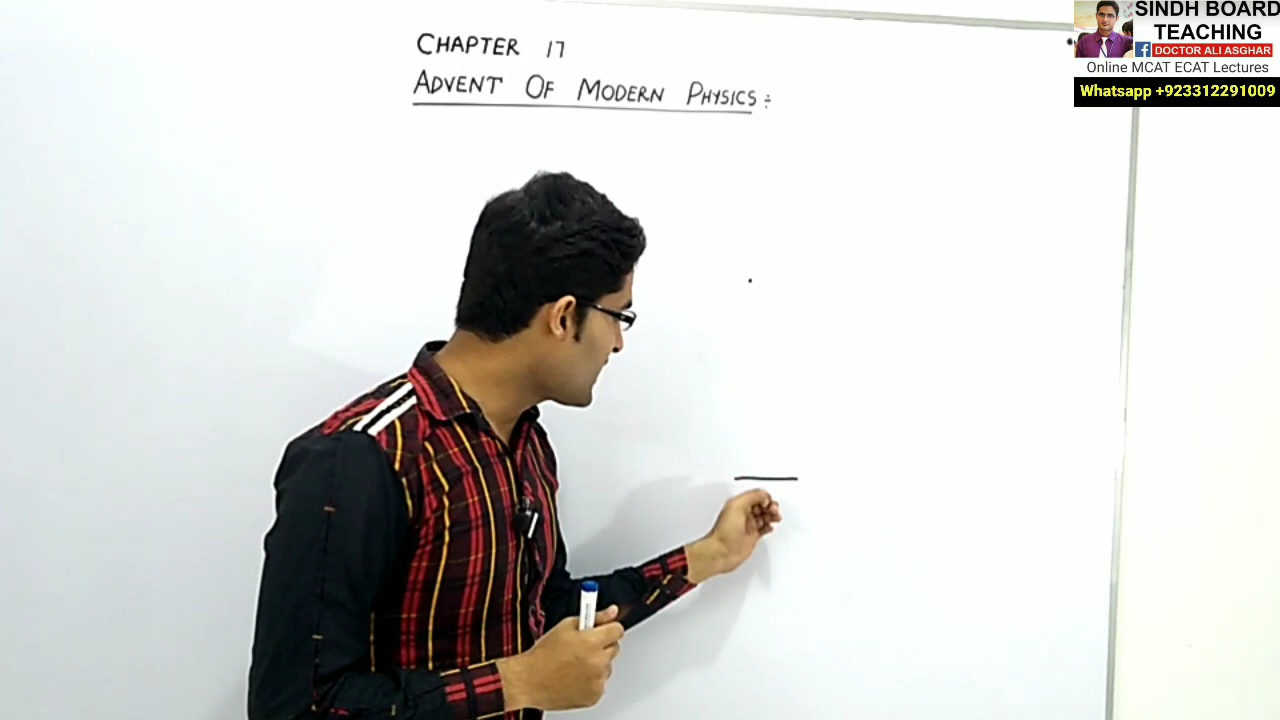 CHAPTER 17
ADVENT OF MODERN PHYSICS ÷
SINDH BOARD
TEACHING
f DOCTOR ALI ASGHAR
Online MCAT ECAT Lectures
Whatsapp +923312291009